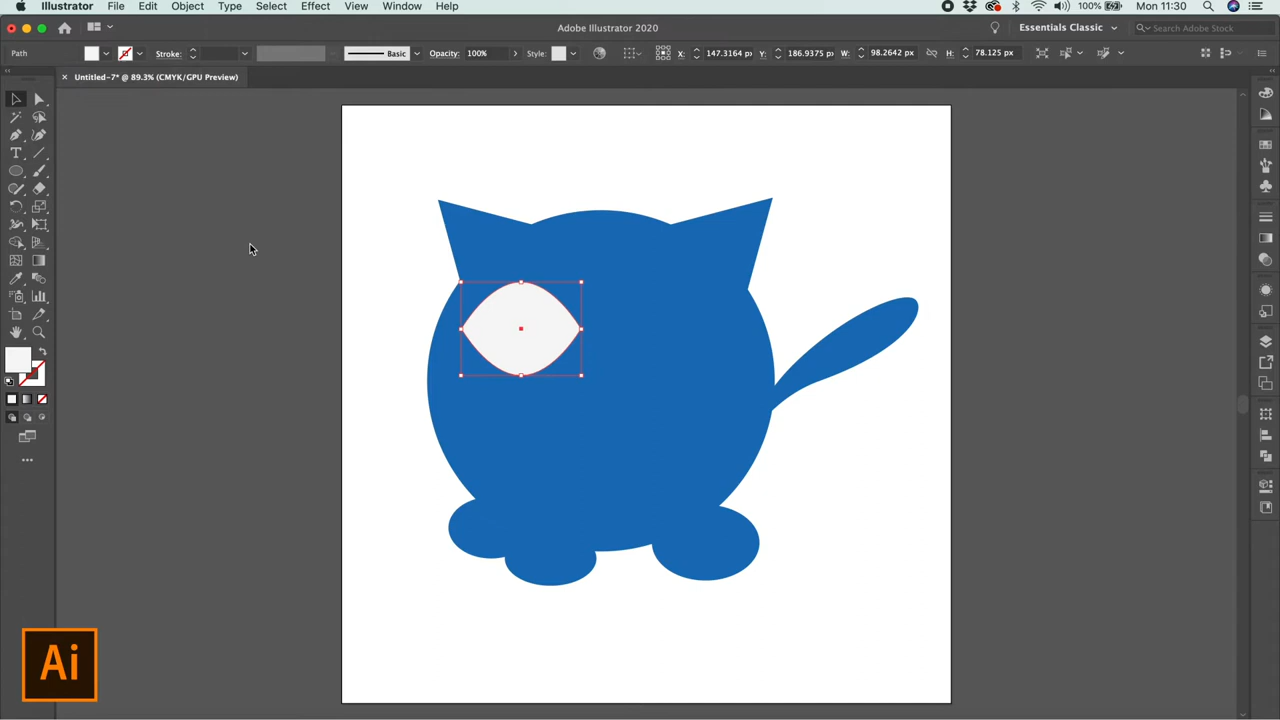 Illustrator File Edit Object Type Select Effect View Window Help 100% Mon 11:30
Adobe Illustrator 2020 Essentials Classic Search Adobe Stock
Path Stroke: Basic Opacity: 100% Style: X: 147.3164 px Y: 186.9375 px W: 98.2642 px H: 78.125 px
× Untitled-7* @ 89.3% (CMYK/GPU Preview)
T
Ai